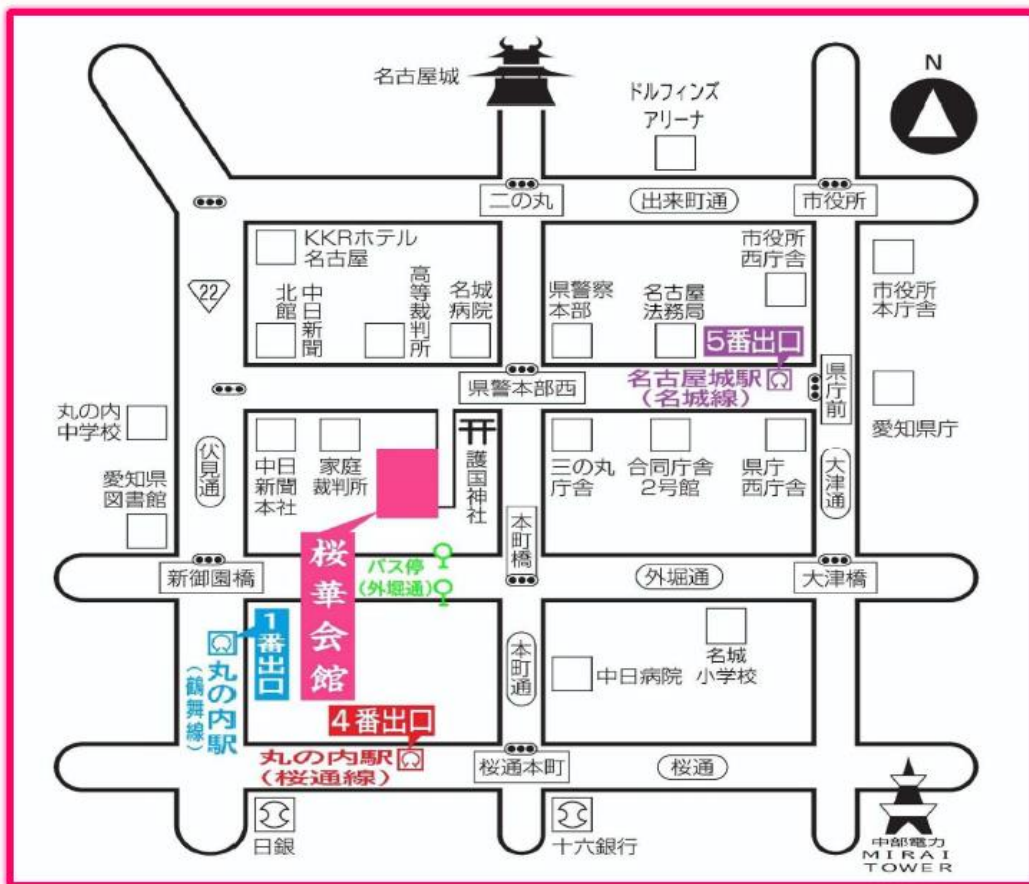 名古屋城
ドルフィンズ
アリーナ
N
二の丸
出来町通
市役所
KKRホテル
名古屋
市役所
西庁舎
22
中日新聞
北館
高等裁判所
名城
病院
県警察
本部
名古屋
法務局
市役所
本庁舎
5番出口
県警本部西
名古屋城駅
(名城線)
県庁前
丸の内
中学校
愛知県庁
伏見通
中日
新聞
本社
家庭
裁判所
護国神社
三の丸
庁舎
合同庁舎
2号館
県庁
西庁舎
大津通
愛知県
図書館
本町橋
桜華会館
バス停
(外堀通)
新御園橋
外堀通
大津橋
1番出口
丸の内駅
(鶴舞線)
本町通
中日病院
名城
小学校
4番出口
丸の内駅
(桜通線)
桜通本町
桜通
日銀
十六銀行
中部電力
MIRAI
TOWER